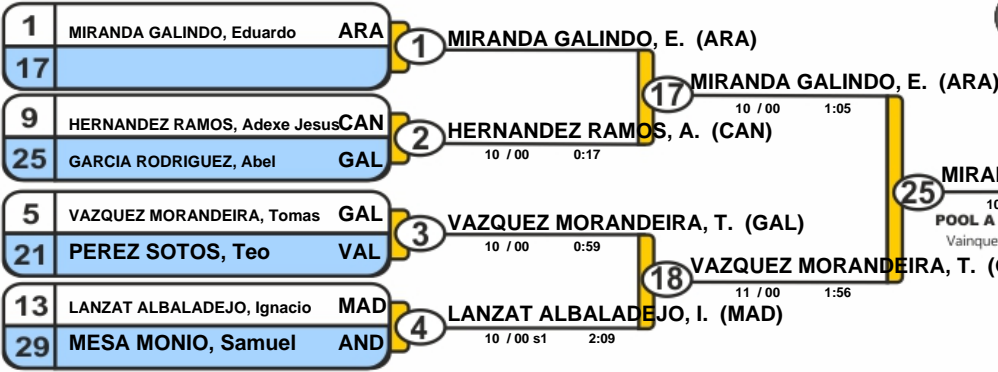 1 MIRANDA GALINDO, Eduardo ARA
17
9 HERNANDEZ RAMOS, Adexe Jesus CAN
25 GARCIA RODRIGUEZ, Abel GAL
5 VAZQUEZ MORANDEIRA, Tomas GAL
21 PEREZ SOTOS, Teo VAL
13 LANZAT ALBALADEJO, Ignacio MAD
29 MESA MONIO, Samuel AND
1 MIRANDA GALINDO, E. (ARA)
2 HERNANDEZ RAMOS, A. (CAN)
10 / 00 0:17
3 VAZQUEZ MORANDEIRA, T. (GAL)
10 / 00 0:59
4 LANZAT ALBALADEJO, I. (MAD)
10 / 00 s1 2:09
17 MIRANDA GALINDO, E. (ARA)
10 / 00 1:05
18 VAZQUEZ MORANDEIRA, T. (
11 / 00 1:56
25 MIRA
10
POOL A
Vainque